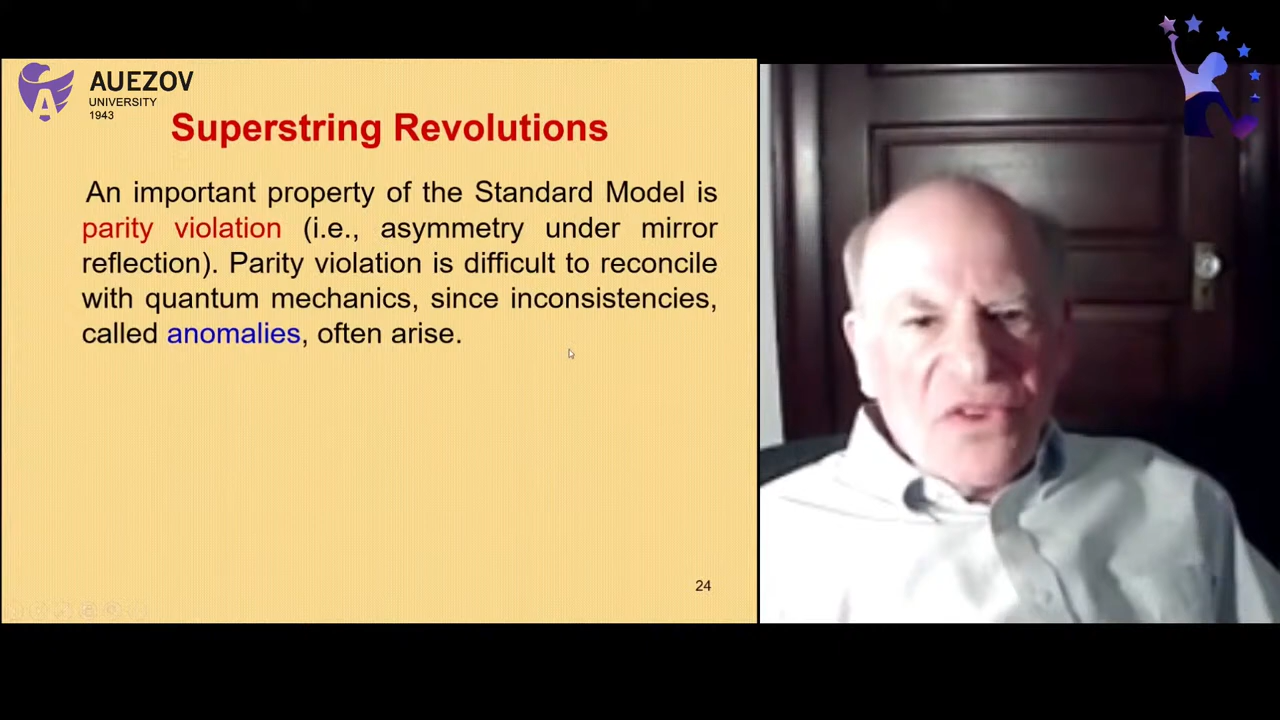 AUEZOV
UNIVERSITY
1943
Superstring Revolutions
An important property of the Standard Model is
parity violation (i.e., asymmetry under mirror
reflection). Parity violation is difficult to reconcile
with quantum mechanics, since inconsistencies,
called anomalies, often arise.
24